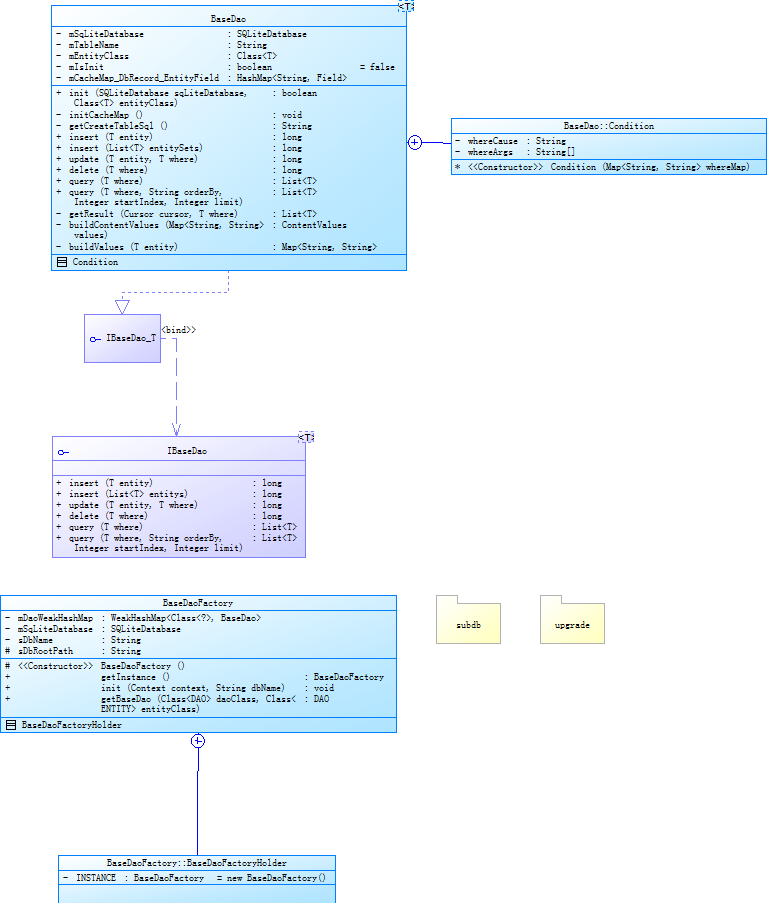 <T>
BaseDao
- mSqLiteDatabase : SQLiteDatabase
- mTableName : String
- mEntityClass : Class<T>
- mIsInit : boolean = false
- mCacheMap_DbRecord_EntityField : HashMap<String, Field>
+ init (SQLiteDatabase sqLiteDatabase, : boolean
Class<T> entityClass)
- initCacheMap () : void
- getCreateTableSql () : String
+ insert (T entity) : long
+ insert (List<T> entitySets) : long
+ update (T entity, T where) : long
+ delete (T where) : long
+ query (T where) : List<T>
+ query (T where, String orderBy, : List<T>
Integer startIndex, Integer limit)
- getResult (Cursor cursor, T where) : List<T>
- buildContentValues (Map<String, String> : ContentValues
values)
- buildValues (T entity) : Map<String, String>
Condition
BaseDao::Condition
- whereCause : String
- whereArgs : String[]
* <<Constructor>> Condition (Map<String, String> whereMap)
IBaseDao_T
<bind>>
<T>
IBaseDao
+ insert (T entity) : long
+ insert (List<T> entitys) : long
+ update (T entity, T where) : long
+ delete (T where) : long
+ query (T where) : List<T>
+ query (T where, String orderBy, : List<T>
Integer startIndex, Integer limit)
BaseDaoFactory
- mDaoWeakHashMap : WeakHashMap<Class<?>, BaseDao>
- mSqLiteDatabase : SQLiteDatabase
- sDbName : String
# sDbRootPath : String
# <<Constructor>> BaseDaoFactory ()
+ getInstance () : BaseDaoFactory
+ init (Context context, String dbName) : void
+ getBaseDao (Class<DAO> daoClass, Class< : DAO
ENTITY> entityClass)
BaseDaoFactoryHolder
subdb
upgrade
BaseDaoFactory::BaseDaoFactoryHolder
- INSTANCE : BaseDaoFactory = new BaseDaoFactory()